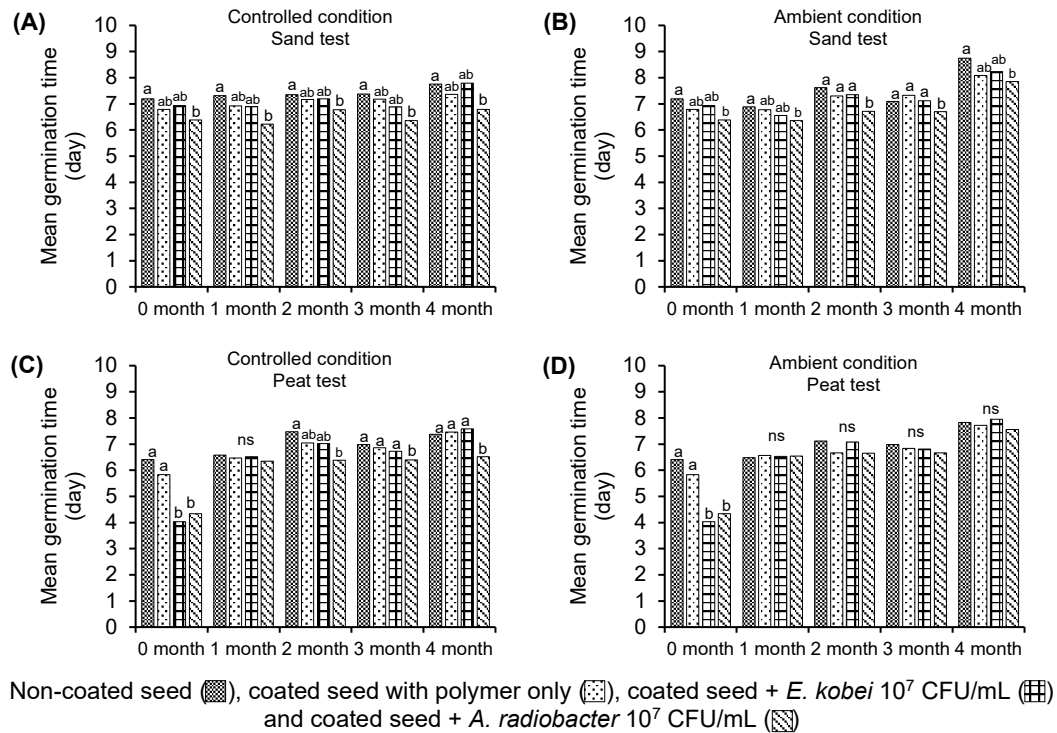 (A)
Controlled condition
Sand test
Mean germination time
(day)
10
9
8
7
6
5
4
3
2
1
0
a ab ab b
a ab ab b
a ab ab b
a ab ab b
a ab ab b
0 month 1 month 2 month 3 month 4 month
(B)
Ambient condition
Sand test
Mean germination time
(day)
10
9
8
7
6
5
4
3
2
1
0
a ab ab b
a ab ab b
a a a b
a a a b
a ab ab b
0 month 1 month 2 month 3 month 4 month
(C)
Controlled condition
Peat test
Mean germination time
(day)
10
9
8
7
6
5
4
3
2
1
0
a a b b
ns
a ab ab b
a a a b
a a a b
0 month 1 month 2 month 3 month 4 month
(D)
Ambient condition
Peat test
Mean germination time
(day)
10
9
8
7
6
5
4
3
2
1
0
a a b b
ns
ns
ns
ns
0 month 1 month 2 month 3 month 4 month
Non-coated seed ( ), coated seed with polymer only ( ), coated seed + E. kobei 10⁷ CFU/mL ( )
and coated seed + A. radiobacter 10⁷ CFU/mL ( )